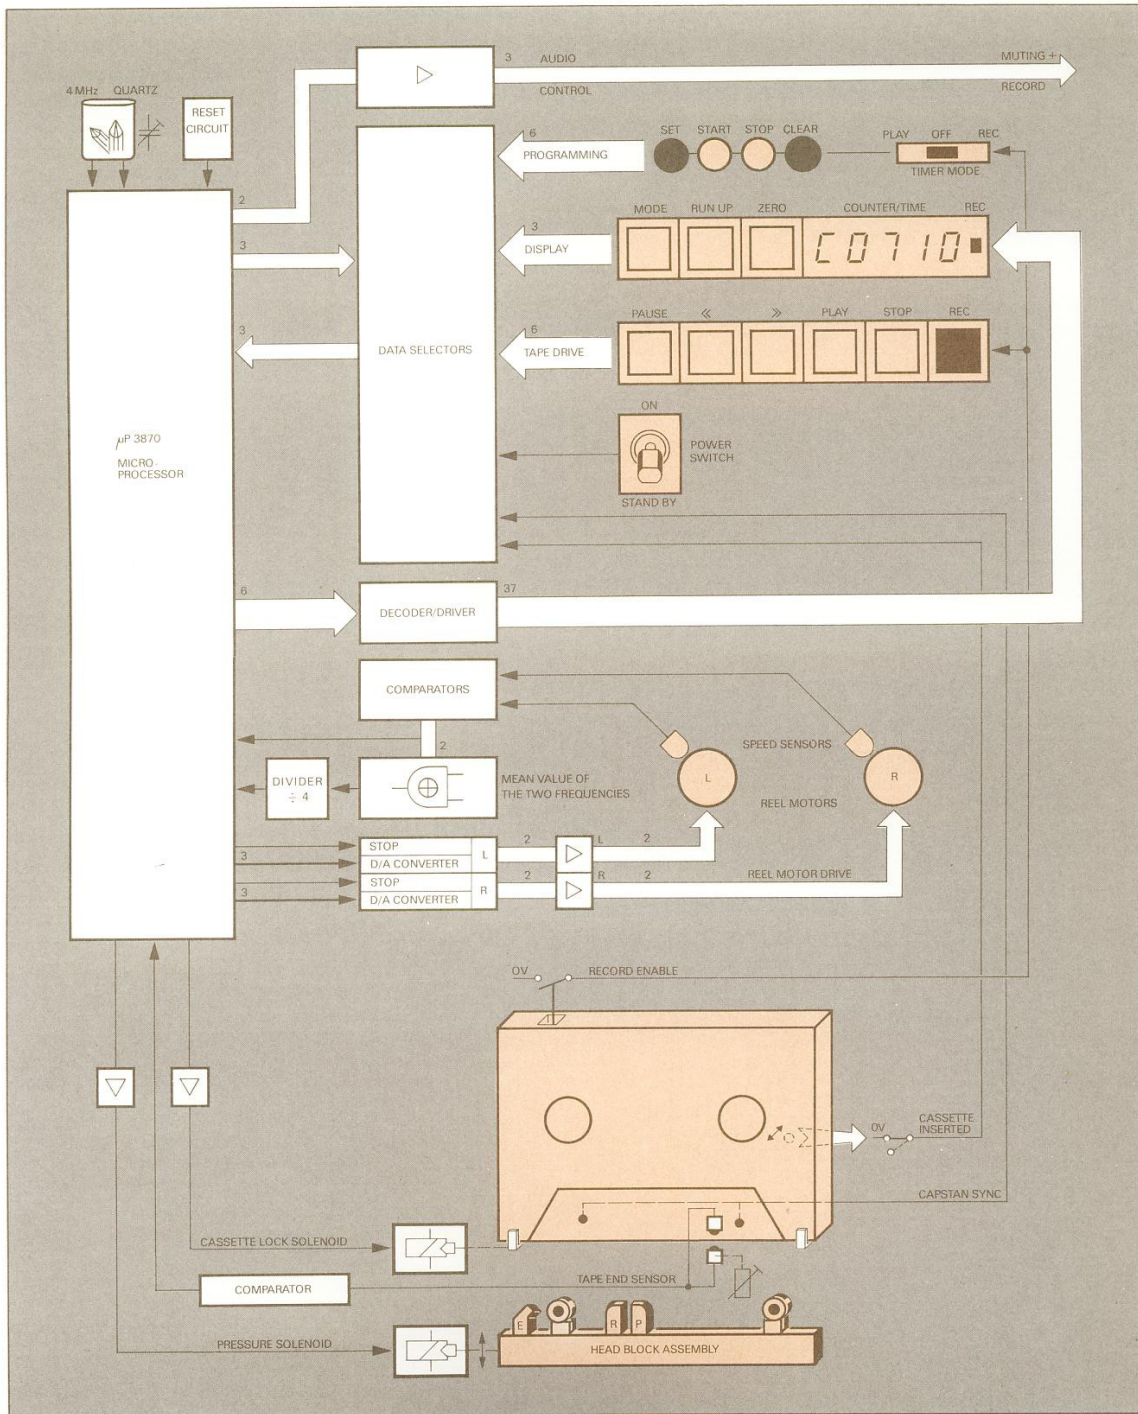 3 AUDIO MUTING +
CONTROL RECORD
4 MHz QUARTZ
RESET
CIRCUIT
6
PROGRAMMING
SET START STOP CLEAR
PLAY OFF REC
TIMER MODE
2
3
3
MODE RUN UP ZERO COUNTER/TIME REC
3
DISPLAY
C0710
PAUSE << >> PLAY STOP REC
6
TAPE DRIVE
DATA SELECTORS
ON
POWER
SWITCH
STAND BY
µP 3870
MICRO-
PROCESSOR
6
DECODER/DRIVER
37
COMPARATORS
2
SPEED SENSORS
L
R
REEL MOTORS
DIVIDER
÷ 4
MEAN VALUE OF
THE TWO FREQUENCIES
STOP
3 D/A CONVERTER
L 2 L 2
STOP
3 D/A CONVERTER
R 2 R 2
REEL MOTOR DRIVE
0V RECORD ENABLE
0V CASSETTE
INSERTED
CAPSTAN SYNC
CASSETTE LOCK SOLENOID
TAPE END SENSOR
COMPARATOR
E R P
PRESSURE SOLENOID
HEAD BLOCK ASSEMBLY